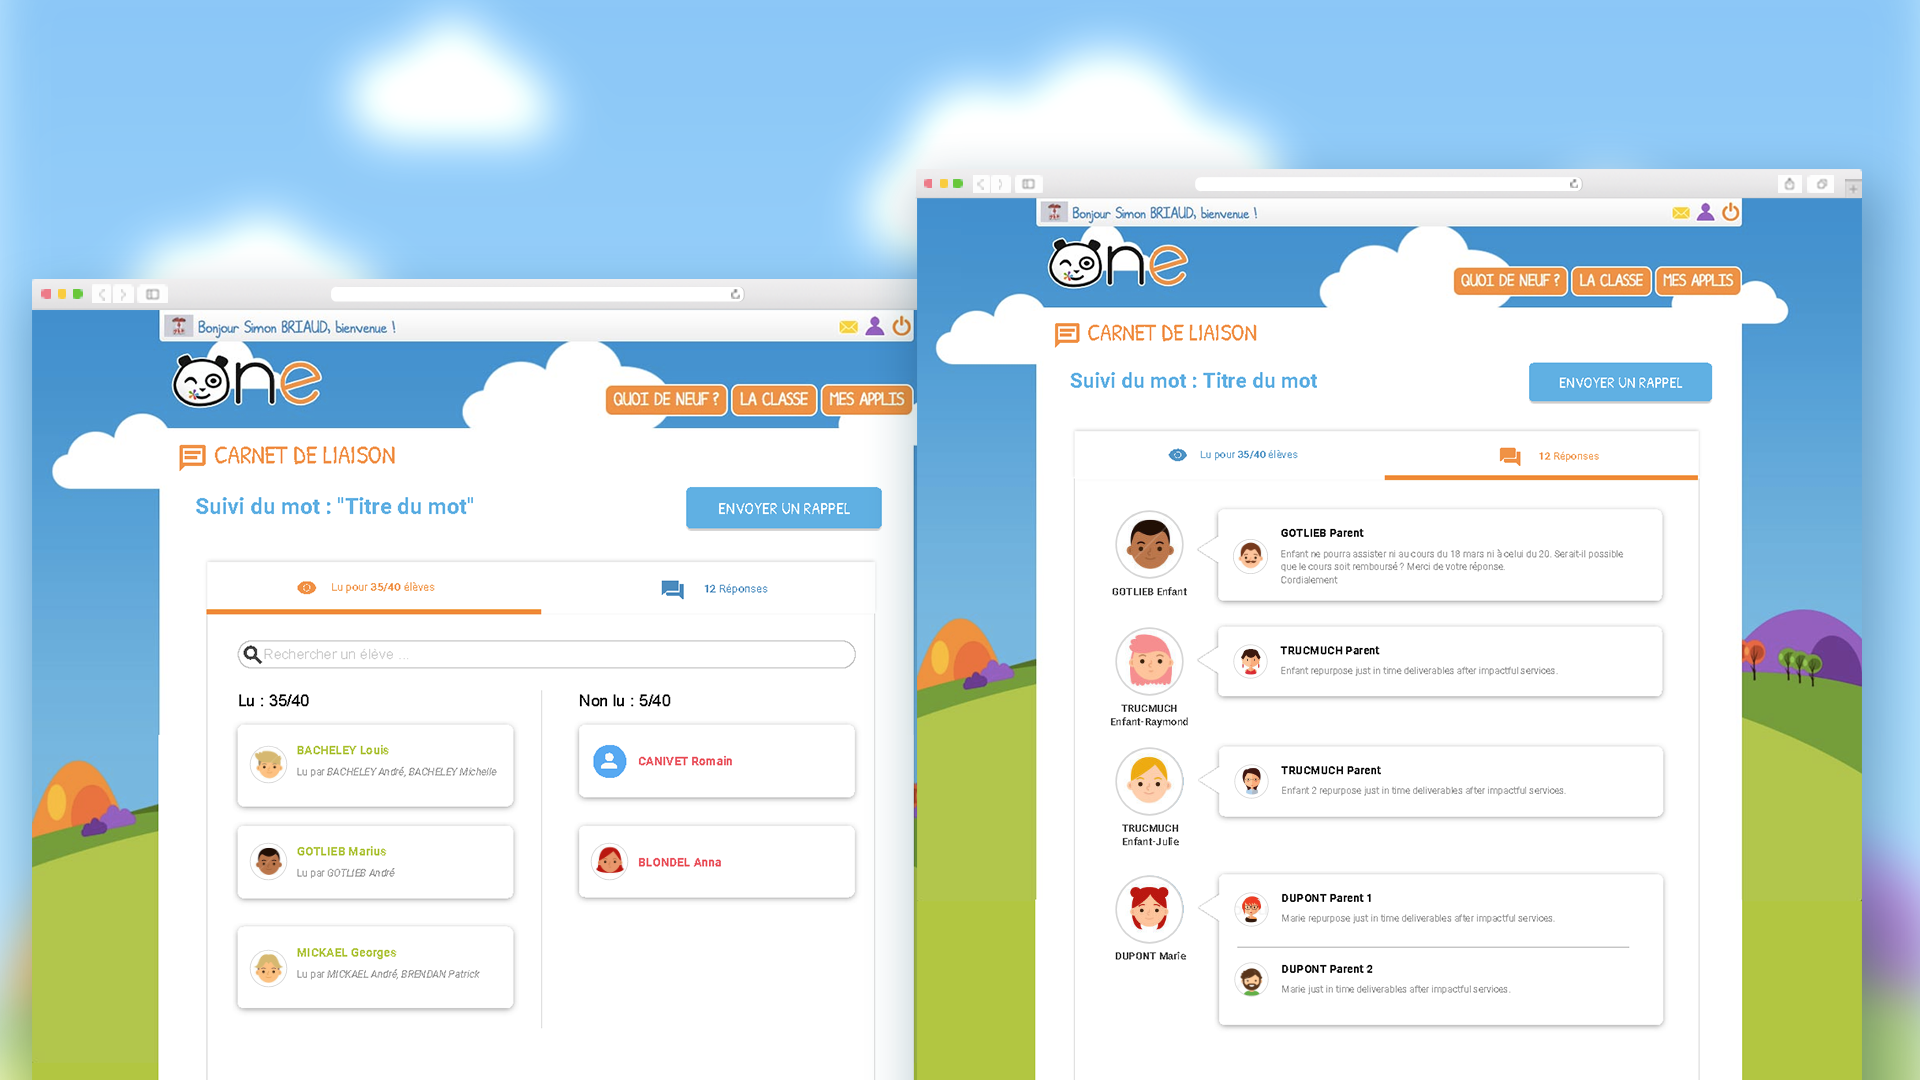 Bonjour Simon BRIAUD, bienvenue !
One
QUOI DE NEUF ?
LA CLASSE
MES APPLIS
CARNET DE LIAISON
Suivi du mot : "Titre du mot"
ENVOYER UN RAPPEL
Lu pour 35/40 élèves
12 Réponses
Rechercher un élève ...
Lu : 35/40
BACHELEY Louis
Lu par BACHELEY André, BACHELEY Michelle
GOTLIEB Marius
Lu par GOTLIEB André
MICKAEL Georges
Lu par MICKAEL André, BRENDAN Patrick
Non lu : 5/40
CANIVET Romain
BLONDEL Anna
Bonjour Simon BRIAUD, bienvenue !
One
QUOI DE NEUF ?
LA CLASSE
MES APPLIS
CARNET DE LIAISON
Suivi du mot : Titre du mot
ENVOYER UN RAPPEL
Lu pour 35/40 élèves
12 Réponses
GOTLIEB Enfant
GOTLIEB Parent
Enfant ne pourra assister ni au cours du 18 mars ni à celui du 20. Serait-il possible
que le cours soit remboursé ? Merci de votre réponse.
Cordialement
TRUCMUCH
Enfant-Raymond
TRUCMUCH Parent
Enfant repurpose just in time deliverables after impactful services.
TRUCMUCH
Enfant-Julie
TRUCMUCH Parent
Enfant 2 repurpose just in time deliverables after impactful services.
DUPONT Marie
DUPONT Parent 1
Marie repurpose just in time deliverables after impactful services.
DUPONT Parent 2
Marie just in time deliverables after impactful services.